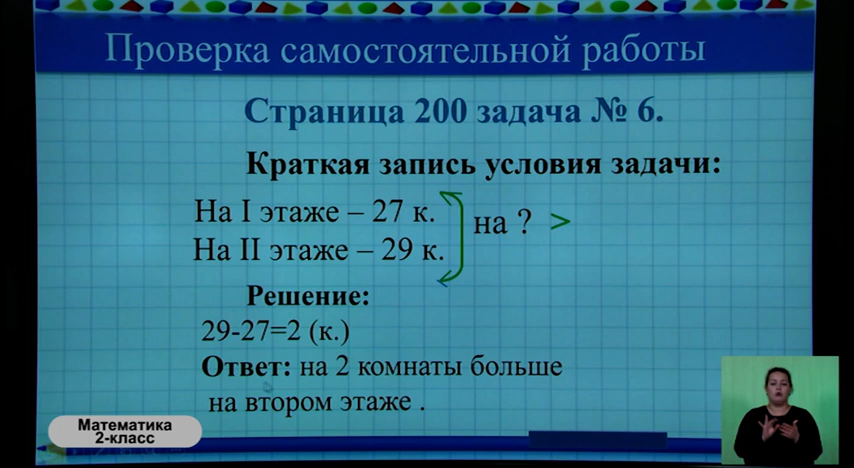 Проверка самостоятельной работы
Страница 200 задача № 6.
Краткая запись условия задачи:
На I этаже – 27 к.
На II этаже – 29 к.
на ? >
Решение:
29-27=2 (к.)
Ответ: на 2 комнаты больше
на втором этаже .
Математика
2-класс